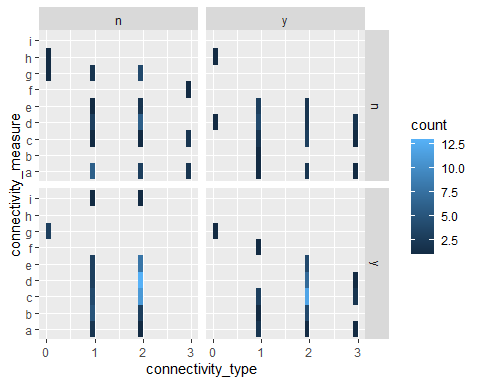 n y
i
h
g
f
e
d
c
b
a
n
i
h
g
f
e
d
c
b
a
y
connectivity_measure
0 1 2 3 0 1 2 3
connectivity_type
count
12.5
10.0
7.5
5.0
2.5